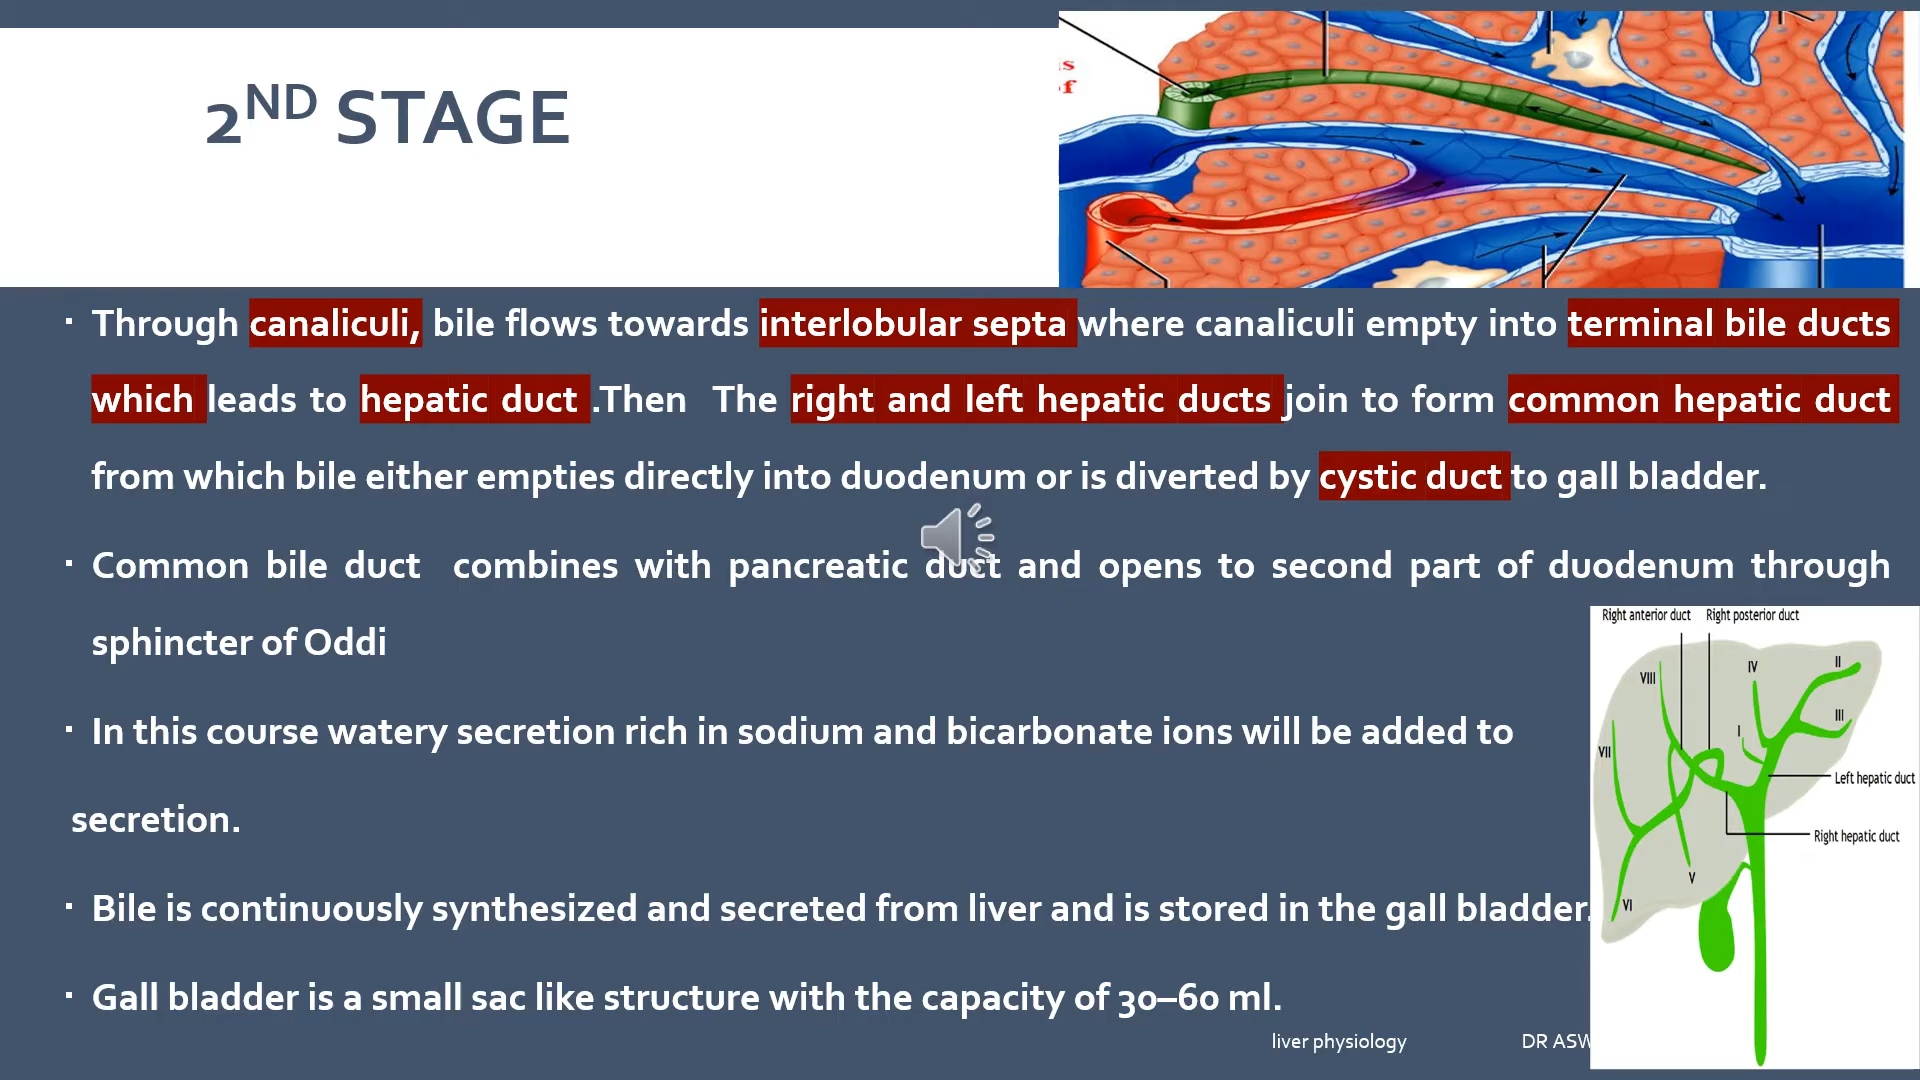 2ND STAGE
is
of
Through canaliculi, bile flows towards interlobular septa where canaliculi empty into terminal bile ducts
which leads to hepatic duct .Then The right and left hepatic ducts join to form common hepatic duct
from which bile either empties directly into duodenum or is diverted by cystic duct to gall bladder.
Common bile duct combines with pancreatic duct and opens to second part of duodenum through
sphincter of Oddi
In this course watery secretion rich in sodium and bicarbonate ions will be added to
secretion.
Bile is continuously synthesized and secreted from liver and is stored in the gall bladder.
Gall bladder is a small sac like structure with the capacity of 30–60 ml.
Right anterior duct Right posterior duct
VIII
IV
II
I
III
VII
Left hepatic duct
Right hepatic duct
V
VI
liver physiology
DR ASW